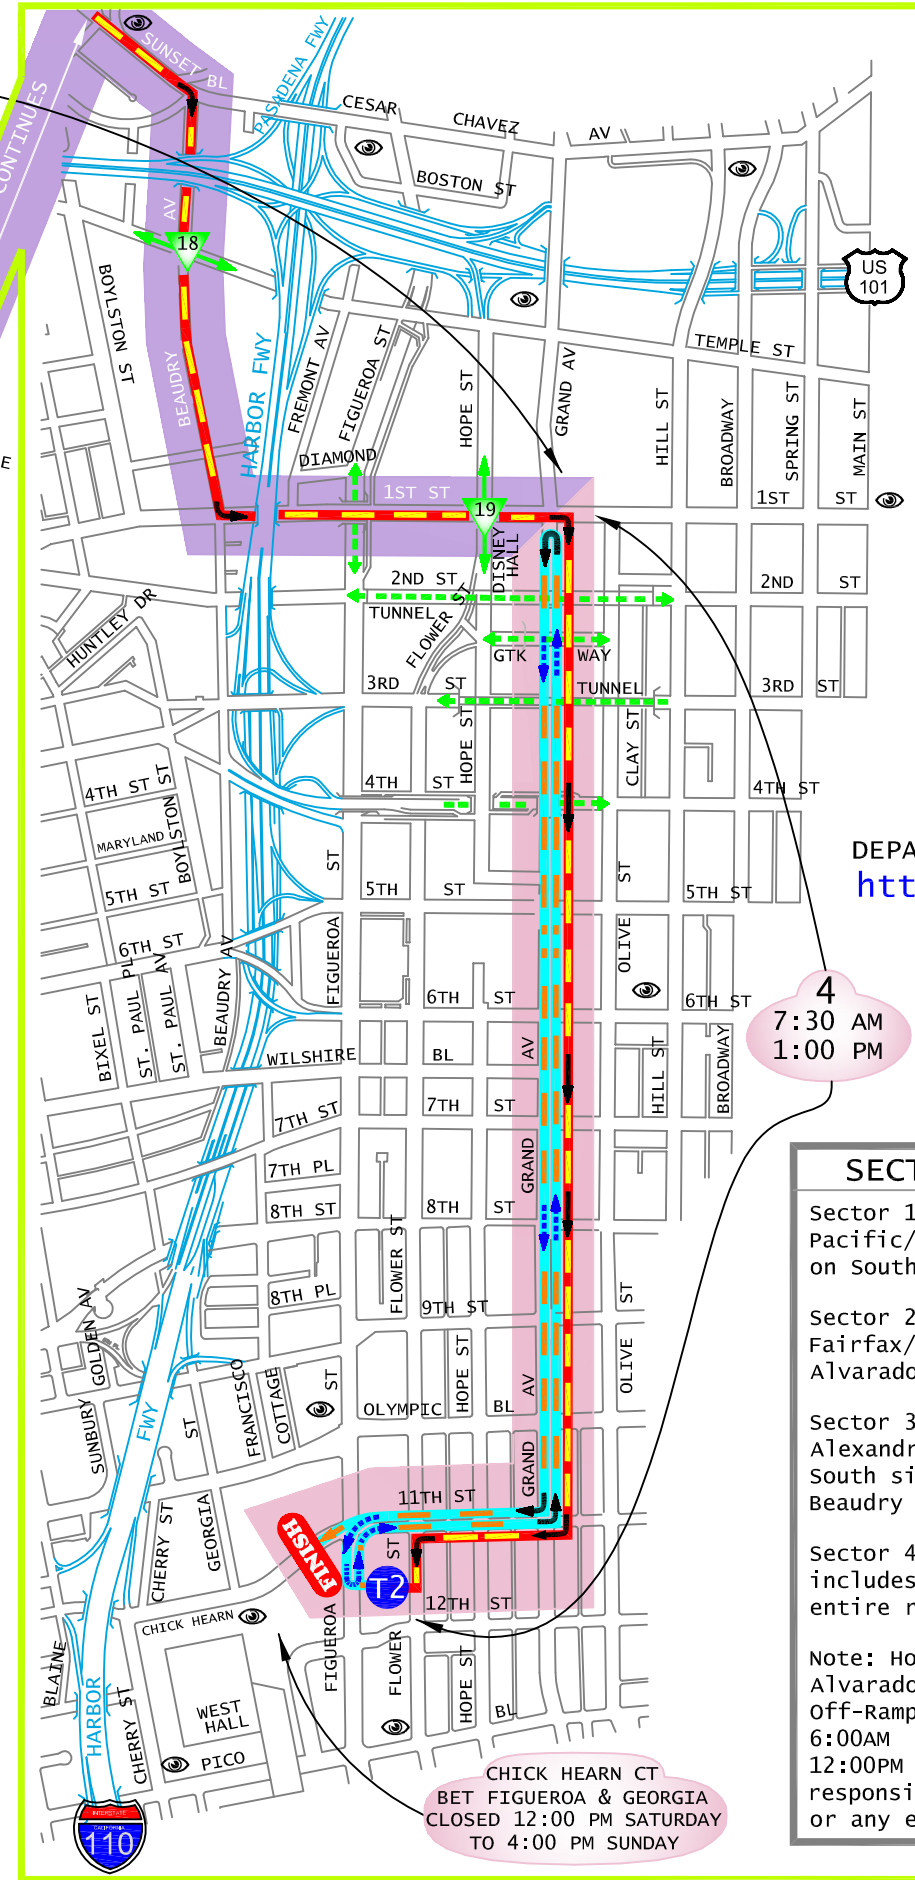 SUNSET BL
CONTINUES
PASADENA FWY
CESAR
CHAVEZ
AV
BOSTON ST
AV
18
US
101
BOYLSTON ST
BEAUDRY
HARBOR FWY
FREMONT AV
FIGUEROA ST
HOPE ST
GRAND AV
TEMPLE ST
HILL ST
BROADWAY
SPRING ST
MAIN ST
E
DIAMOND
1ST ST
19
1ST
ST
DISNEY
HALL
2ND ST
2ND
ST
TUNNEL
FLOWER ST
HUNTLEY DR
GTK
WAY
3RD
ST
TUNNEL
3RD
ST
HOPE ST
CLAY ST
4TH ST
4TH
ST
4TH ST
MARYLAND
BOYLSTON ST
5TH ST
ST
5TH
ST
ST
5TH ST
DEPA
htt
6TH ST
FIGUEROA
OLIVE
BIXEL ST
ST. PAUL PL
ST. PAUL AV
BEAUDRY AV
6TH
ST
6TH ST
4
7:30 AM
1:00 PM
WILSHIRE
BL
AV
HILL ST
BROADWAY
7TH ST
7TH
ST
7TH PL
GRAND
8TH ST
8TH
ST
FLOWER ST
8TH PL
9TH ST
ST
GOLDEN AV
SUNBURY
FWY
ST
FRANCISCO
COTTAGE
ST
HOPE ST
AV
OLIVE
OLYMPIC
BL
GRAND
11TH ST
CHERRY ST
GEORGIA
FINISH
ST
T2
12TH
ST
CHICK HEARN
FIGUEROA
FLOWER
HOPE ST
BLAINE
HARBOR
CHERRY ST
WEST
HALL
BL
PICO
INTERSTATE
CALIFORNIA
110
CHICK HEARN CT
BET FIGUEROA & GEORGIA
CLOSED 12:00 PM SATURDAY
TO 4:00 PM SUNDAY
SECT
Sector 1
Pacific/
on South
Sector 2
Fairfax/
Alvarado
Sector 3
Alexandr
South si
Beaudry
Sector 4
includes
entire r
Note: Ho
Alvarado
Off-Ramp
6:00AM
12:00PM
responsi
or any e